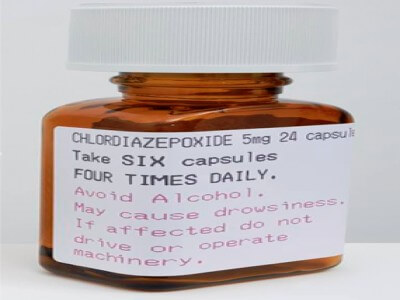 CHLORDIAZEPOXIDE 5mg 24 capsule
Take SIX capsules
FOUR TIMES DAILY.
Avoid Alcohol.
May cause drowsiness.
If affected do not
drive or operate
machinery.